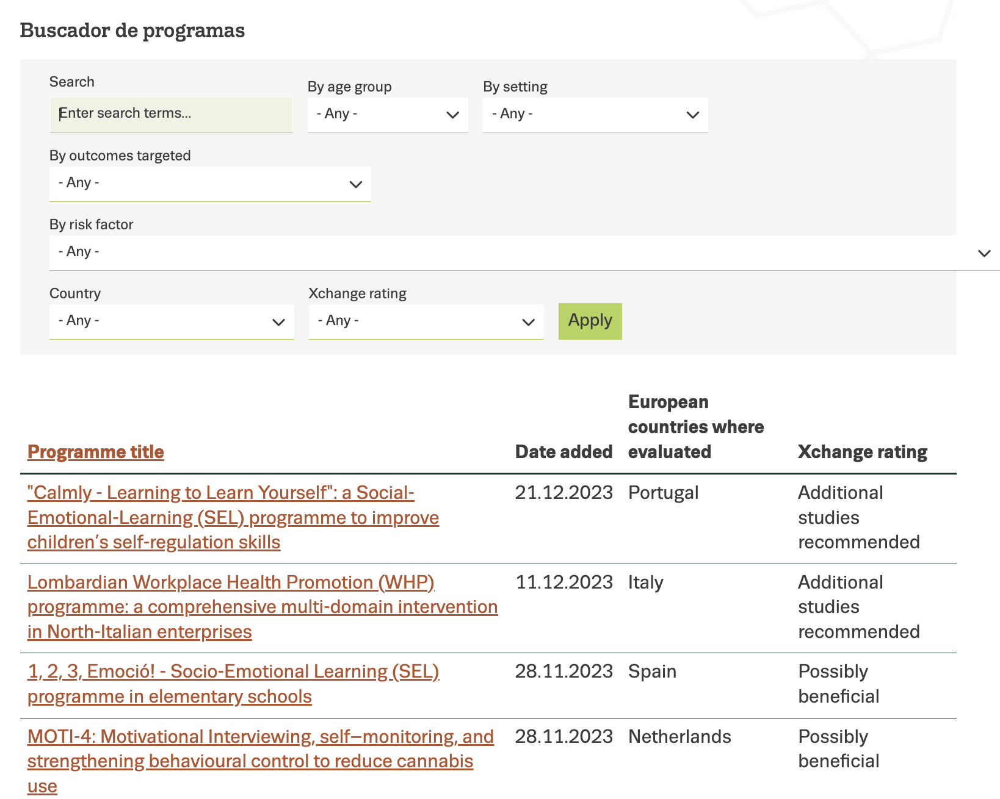 Buscador de programas
Search
Enter search terms...
By age group
- Any -
By setting
- Any -
By outcomes targeted
- Any -
By risk factor
- Any -
Country
- Any -
Xchange rating
- Any -
Apply
Programme title
Date added
European
countries where
evaluated
Xchange rating
"Calmly - Learning to Learn Yourself": a Social-
Emotional-Learning (SEL) programme to improve
children’s self-regulation skills
21.12.2023
Portugal
Additional
studies
recommended
Lombardian Workplace Health Promotion (WHP)
programme: a comprehensive multi-domain intervention
in North-Italian enterprises
11.12.2023
Italy
Additional
studies
recommended
1, 2, 3, Emoció! - Socio-Emotional Learning (SEL)
programme in elementary schools
28.11.2023
Spain
Possibly
beneficial
MOTI-4: Motivational Interviewing, self–monitoring, and
strengthening behavioural control to reduce cannabis
use
28.11.2023
Netherlands
Possibly
beneficial